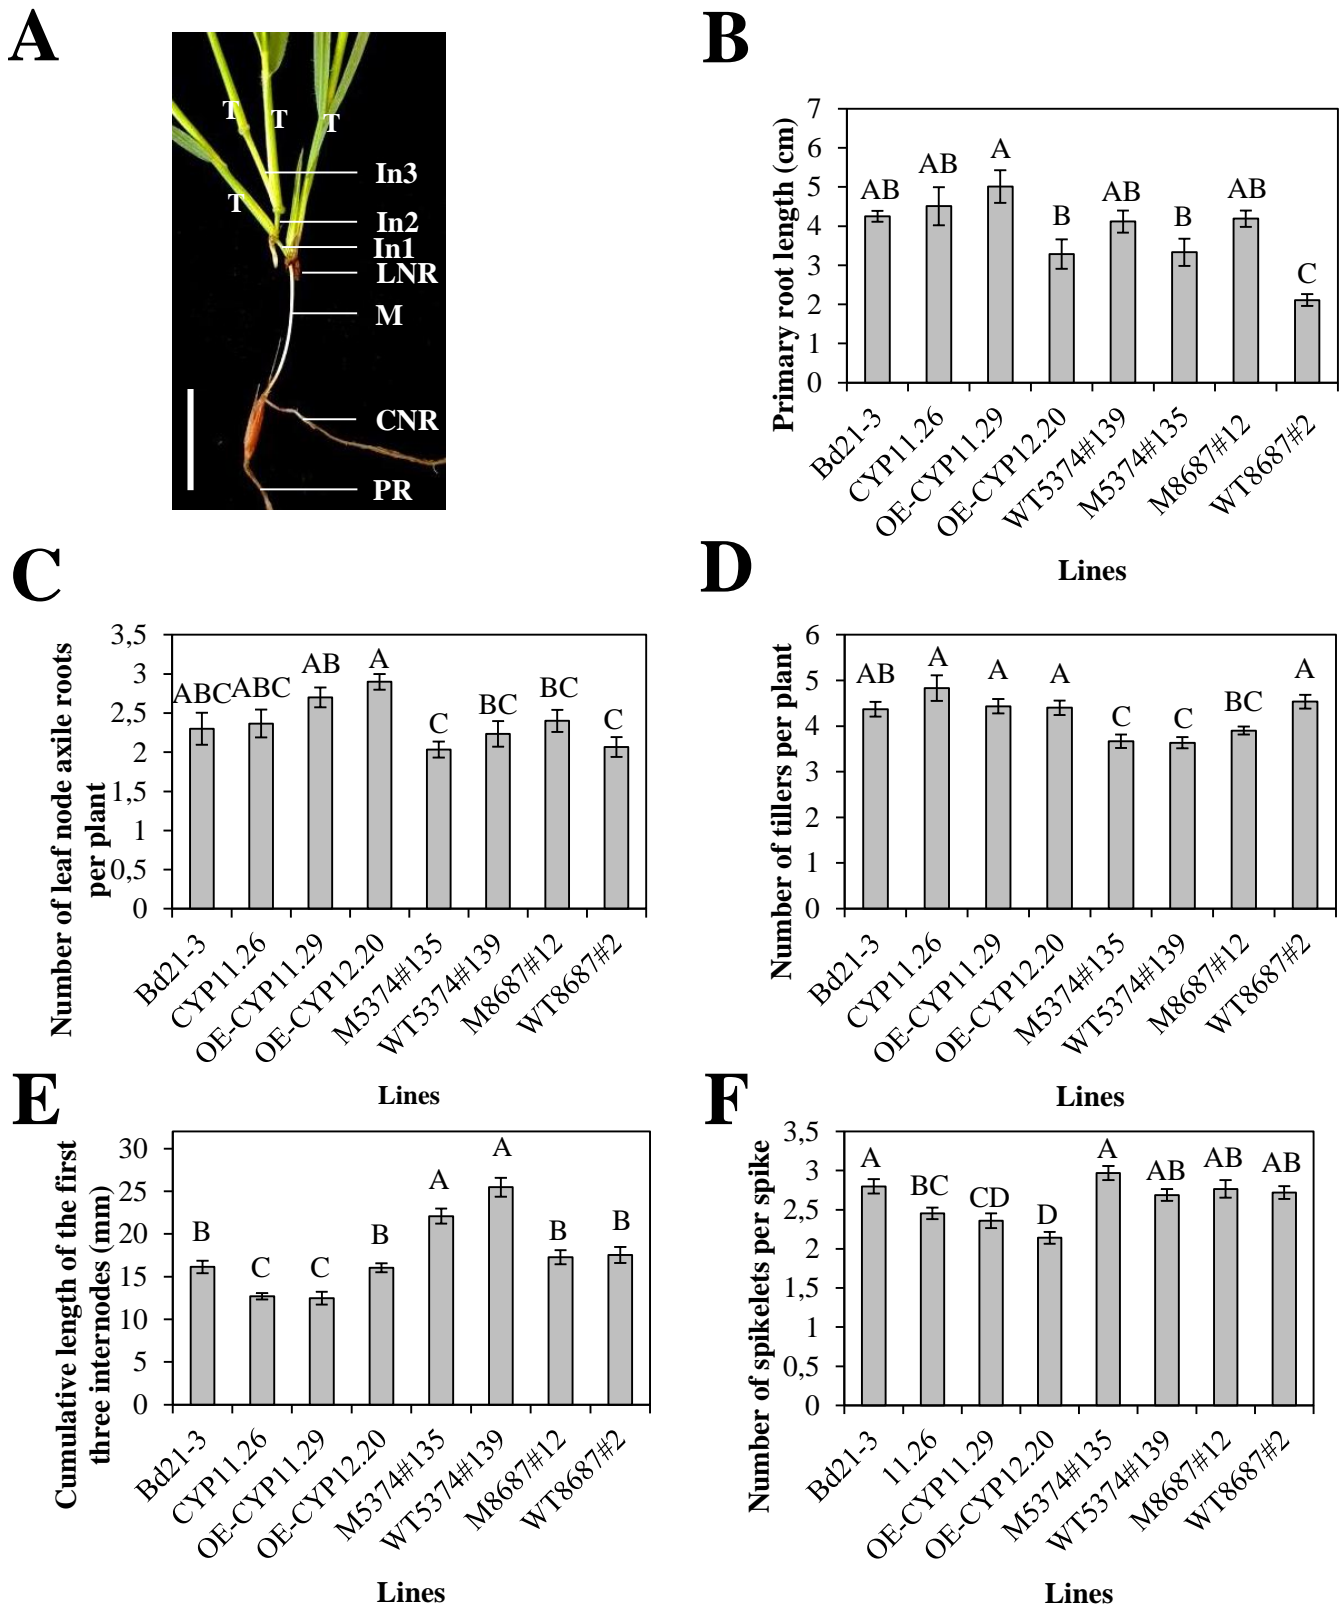 A
T
T
T
T
In3
In2
In1
LNR
M
CNR
PR
B
Primary root length (cm)
7
6
5
4
3
2
1
0
AB
AB
A
B
AB
B
AB
C
Bd21-3
CYP11.26
OE-CYP11.29
OE-CYP12.20
WT5374#139
M5374#135
M8687#12
WT8687#2
Lines
C
Number of leaf node axile roots
per plant
3,5
3
2,5
2
1,5
1
0,5
0
ABC
ABC
AB
A
C
BC
BC
C
Bd21-3
CYP11.26
OE-CYP11.29
OE-CYP12.20
M5374#135
WT5374#139
M8687#12
WT8687#2
Lines
D
Number of tillers per plant
6
5
4
3
2
1
0
AB
A
A
A
C
C
BC
A
Bd21-3
CYP11.26
OE-CYP11.29
OE-CYP12.20
M5374#135
WT5374#139
M8687#12
WT8687#2
Lines
E
Cumulative length of the first
three internodes (mm)
30
25
20
15
10
5
0
B
C
C
B
A
A
B
B
Bd21-3
CYP11.26
OE-CYP11.29
OE-CYP12.20
M5374#135
WT5374#139
M8687#12
WT8687#2
Lines
F
Number of spikelets per spike
3,5
3
2,5
2
1,5
1
0,5
0
A
BC
CD
D
A
AB
AB
AB
Bd21-3
11.26
OE-CYP11.29
OE-CYP12.20
M5374#135
WT5374#139
M8687#12
WT8687#2
Lines